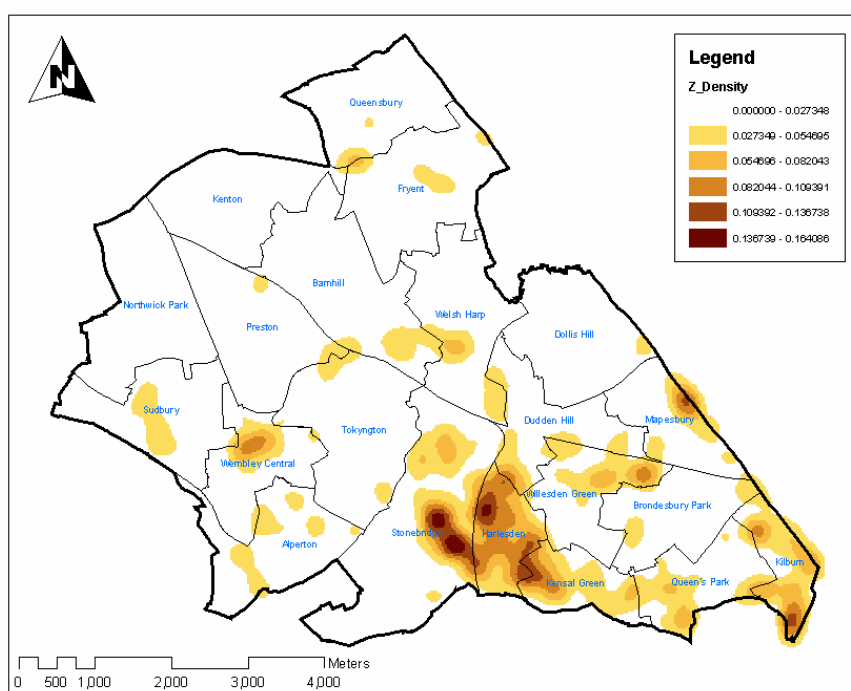 N
Legend
Z_Density
0.000000 - 0.027348
0.027349 - 0.054695
0.054696 - 0.082043
0.082044 - 0.109391
0.109392 - 0.136738
0.136739 - 0.164086
Queensbury
Fryent
Kenton
Barnhill
Northwick Park
Preston
Welsh Harp
Dollis Hill
Sudbury
Tokyngton
Dudden Hill
Mapesbury
Wembley Central
Willesden Green
Brondesbury Park
Stonebridge
Harlesden
Alperton
Kensal Green
Queen's Park
Kilburn
Meters
0 500 1,000 2,000 3,000 4,000